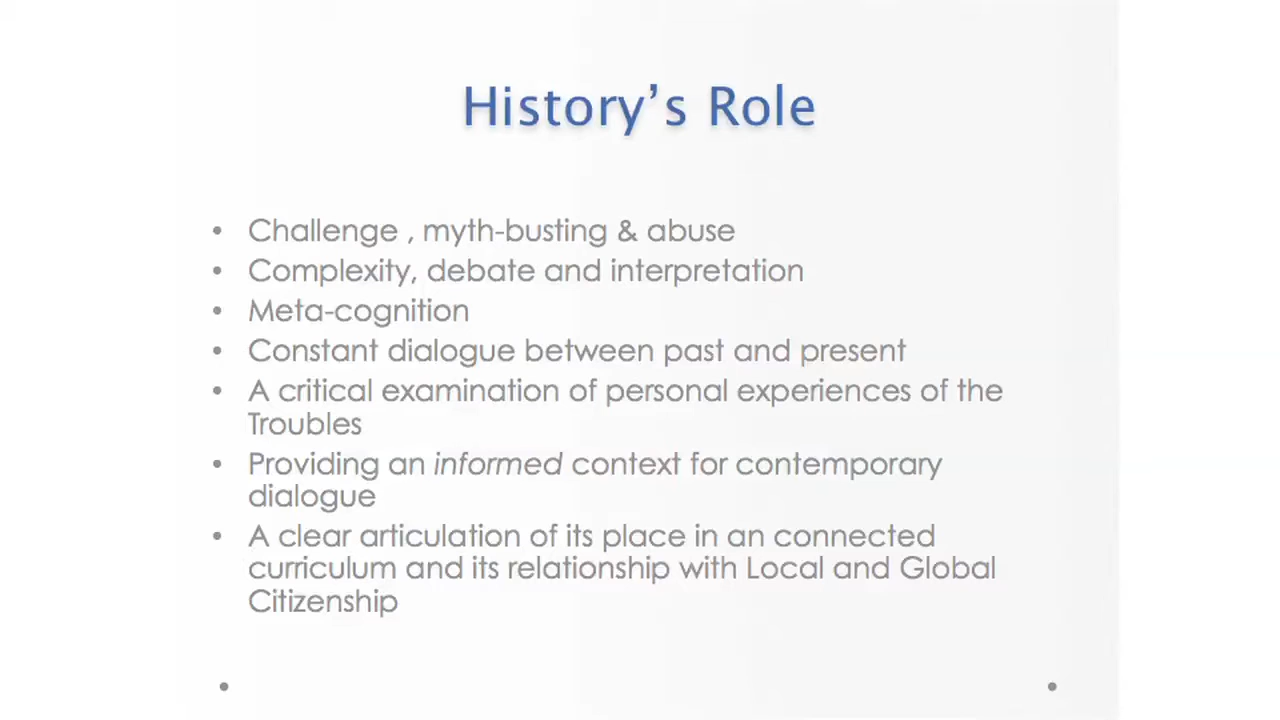 History’s Role
• Challenge , myth-busting & abuse
• Complexity, debate and interpretation
• Meta-cognition
• Constant dialogue between past and present
• A critical examination of personal experiences of the
Troubles
• Providing an informed context for contemporary
dialogue
• A clear articulation of its place in an connected
curriculum and its relationship with Local and Global
Citizenship